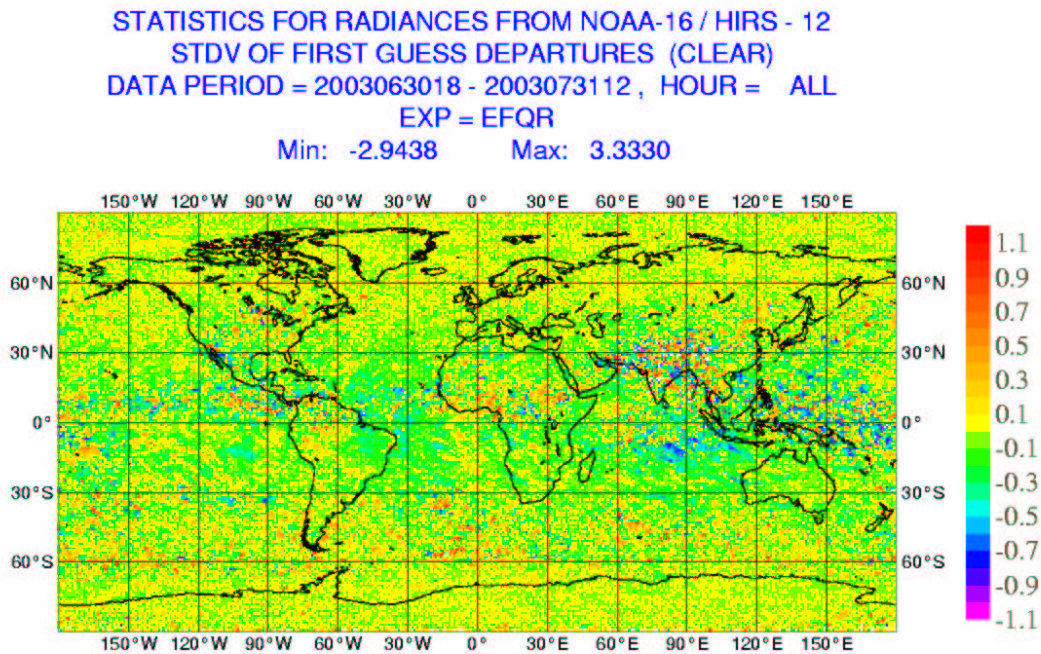 STATISTICS FOR RADIANCES FROM NOAA-16 / HIRS - 12
STDV OF FIRST GUESS DEPARTURES (CLEAR)
DATA PERIOD = 2003063018 - 2003073112 , HOUR = ALL
EXP = EFQR
Min: -2.9438 Max: 3.3330
150°W 120°W 90°W 60°W 30°W 0° 30°E 60°E 90°E 120°E 150°E
60°N 60°N
30°N 30°N
0° 0°
30°S 30°S
60°S 60°S
150°W 120°W 90°W 60°W 30°W 0° 30°E 60°E 90°E 120°E 150°E
1.1
0.9
0.7
0.5
0.3
0.1
-0.1
-0.3
-0.5
-0.7
-0.9
-1.1